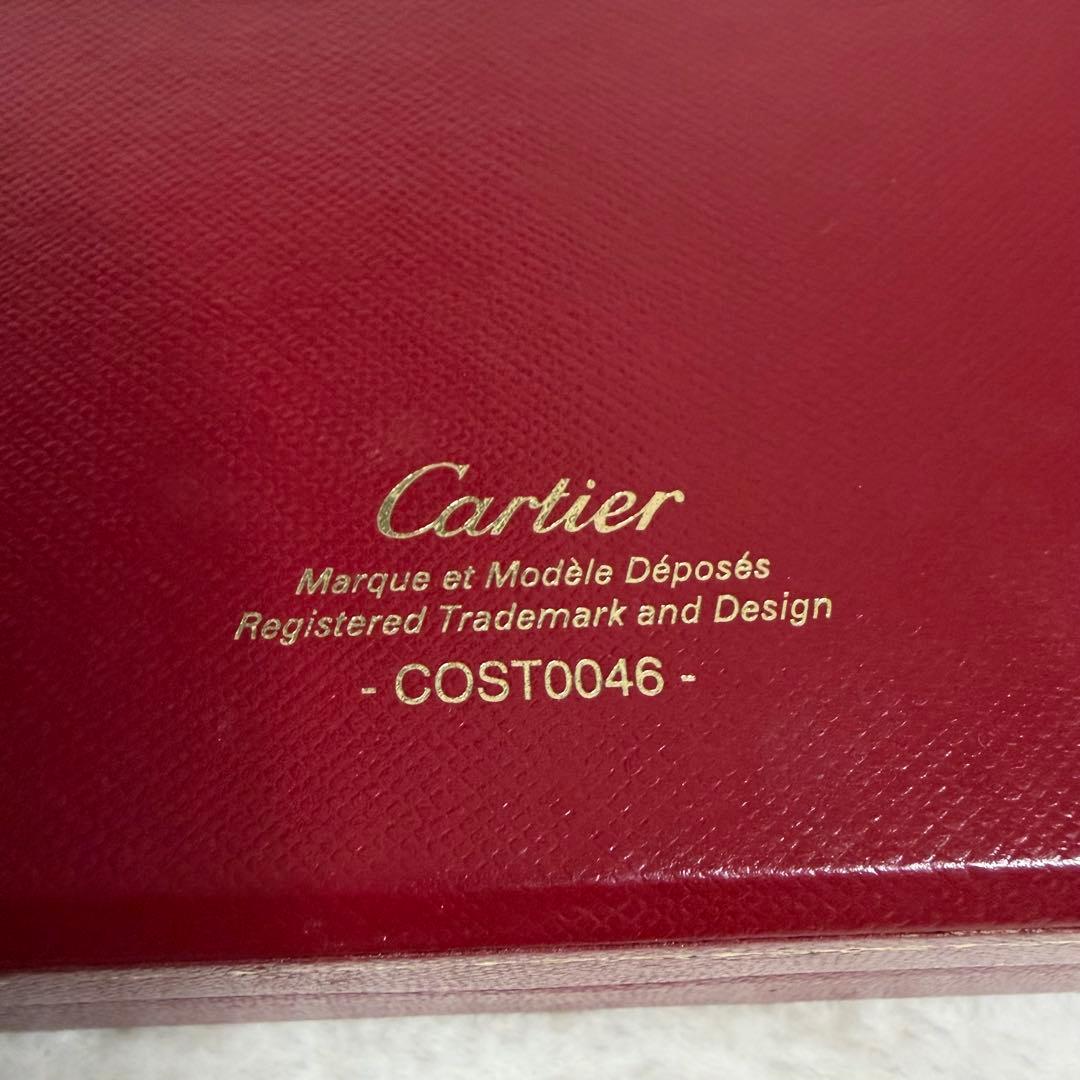 Cartier
Marque et Modèle Déposés
Registered Trademark and Design
- COST0046 -